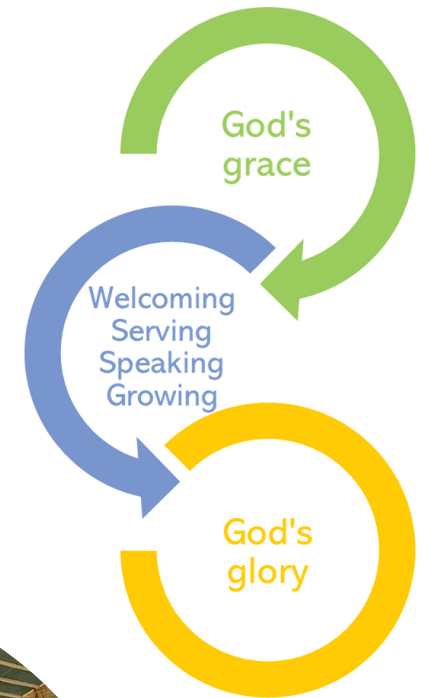 God's
grace
Welcoming
Serving
Speaking
Growing
God's
glory